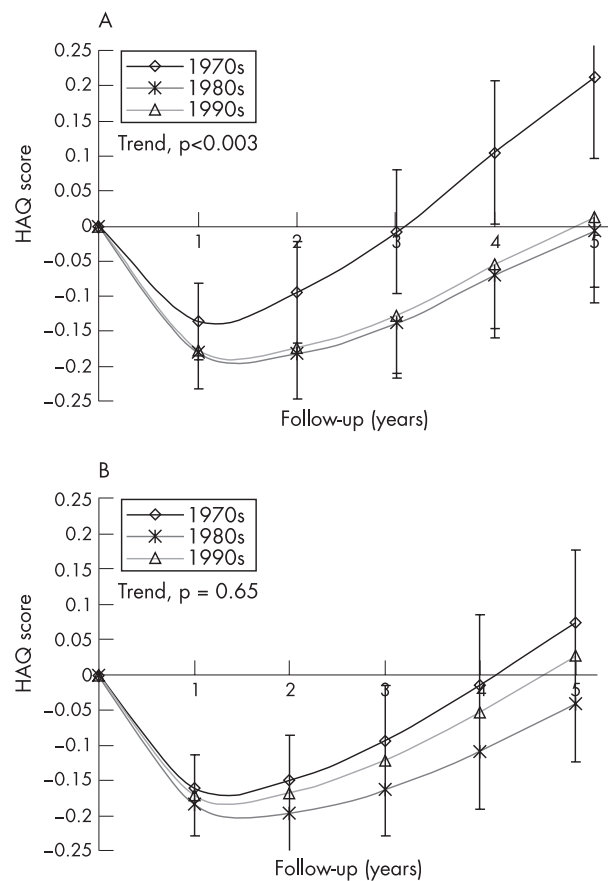 A
0.25
0.2
0.15
0.1
0.05
0
−0.05
−0.1
−0.15
−0.2
−0.25
HAQ score
1970s
1980s
1990s
Trend, p<0.003
1 2 3 4 5
Follow-up (years)
B
0.25
0.2
0.15
0.1
0.05
0
−0.05
−0.1
−0.15
−0.2
−0.25
HAQ score
1970s
1980s
1990s
Trend, p = 0.65
1 2 3 4 5
Follow-up (years)